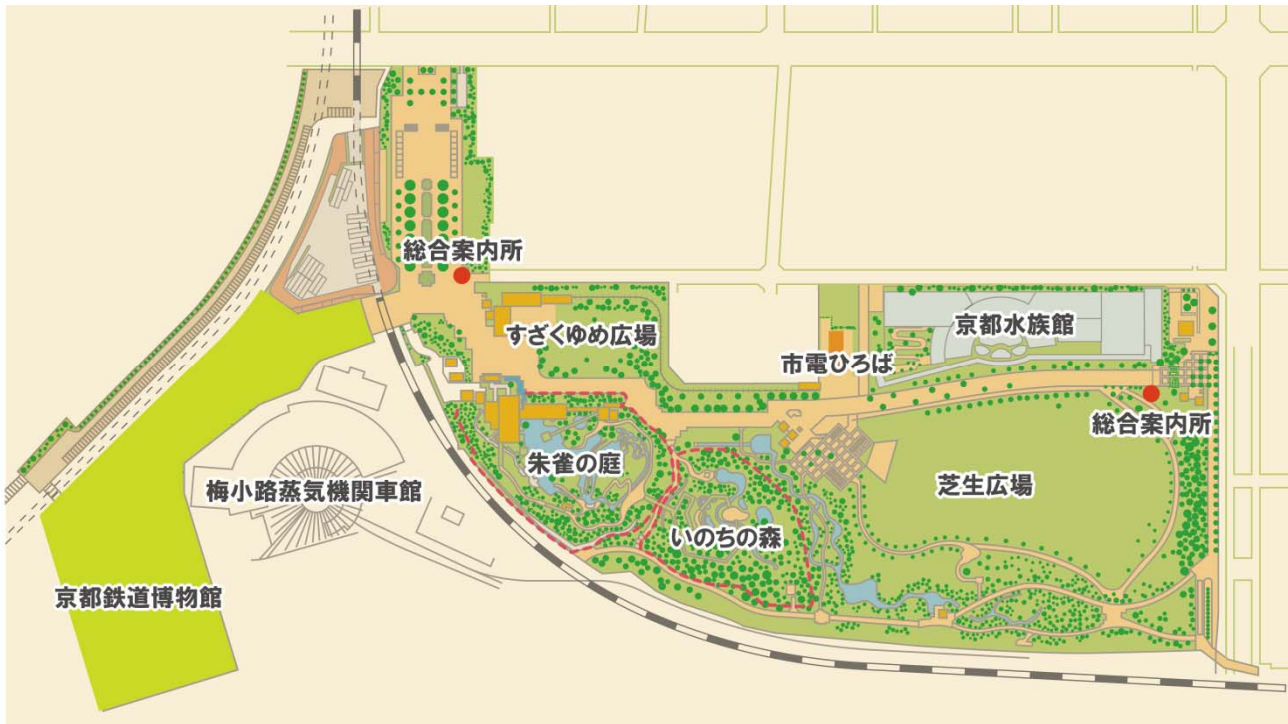 総合案内所
すざくゆめ広場
京都水族館
市電ひろば
総合案内所
朱雀の庭
芝生広場
梅小路蒸気機関車館
いのちの森
京都鉄道博物館